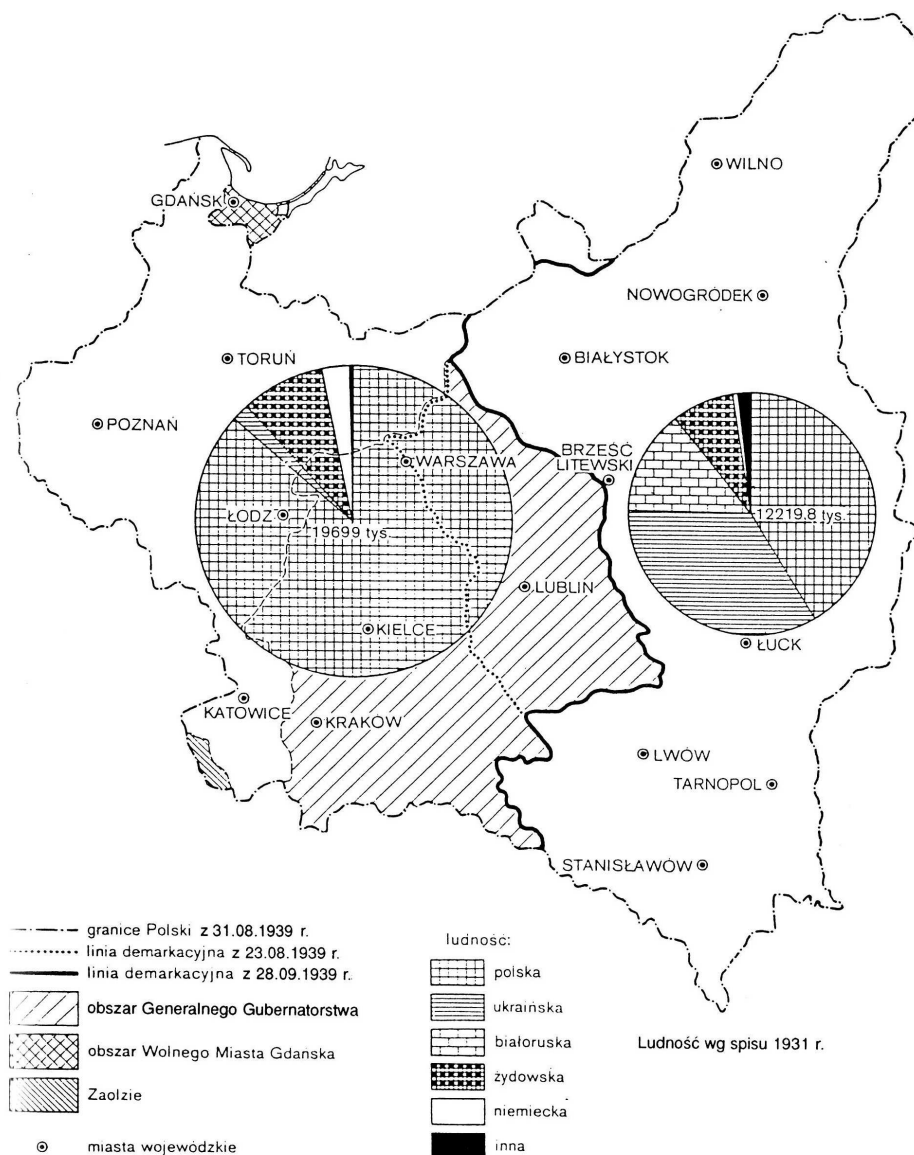 WILNO
GDAŃSK
NOWOGRÓDEK
TORUŃ
BIAŁYSTOK
POZNAŃ
WARSZAWA
BRZEŚĆ
LITEWSKI
ŁODZ
19699 tys.
12219.8 tys.
LUBLIN
KIELCE
ŁUCK
KATOWICE
KRAKÓW
LWÓW
TARNOPOL
STANISŁAWÓW
granice Polski z 31.08.1939 r.
linia demarkacyjna z 23.08.1939 r.
linia demarkacyjna z 28.09.1939 r.
obszar Generalnego Gubernatorstwa
obszar Wolnego Miasta Gdańska
Zaolzie
miasta wojewódzkie
ludność:
polska
ukraińska
białoruska
żydowska
niemiecka
inna
Ludność wg spisu 1931 r.